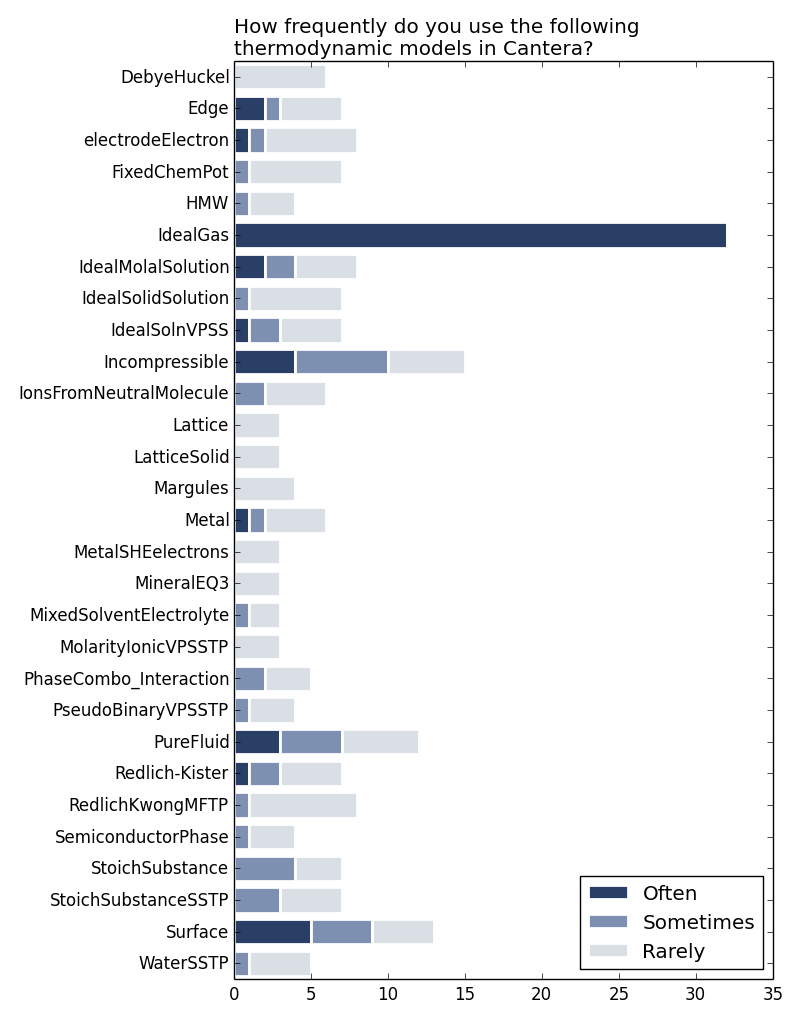 How frequently do you use the following
thermodynamic models in Cantera?
DebyeHuckel
Edge
electrodeElectron
FixedChemPot
HMW
IdealGas
IdealMolalSolution
IdealSolidSolution
IdealSolnVPSS
Incompressible
IonsFromNeutralMolecule
Lattice
LatticeSolid
Margules
Metal
MetalSHEelectrons
MineralEQ3
MixedSolventElectrolyte
MolarityIonicVPSSTP
PhaseCombo_Interaction
PseudoBinaryVPSSTP
PureFluid
Redlich-Kister
RedlichKwongMFTP
SemiconductorPhase
StoichSubstance
StoichSubstanceSSTP
Surface
WaterSSTP
Often
Sometimes
Rarely
0 5 10 15 20 25 30 35